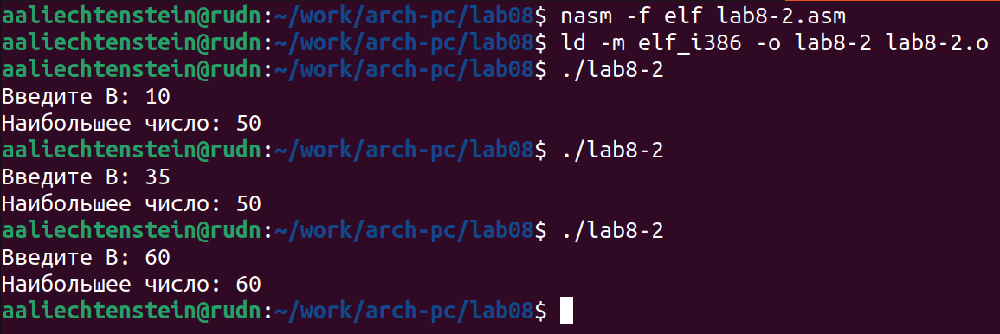 aaliechtenstein@rudn:~/work/arch-pc/lab08$ nasm -f elf lab8-2.asm
aaliechtenstein@rudn:~/work/arch-pc/lab08$ ld -m elf_i386 -o lab8-2 lab8-2.o
aaliechtenstein@rudn:~/work/arch-pc/lab08$ ./lab8-2
Введите В: 10
Наибольшее число: 50
aaliechtenstein@rudn:~/work/arch-pc/lab08$ ./lab8-2
Введите В: 35
Наибольшее число: 50
aaliechtenstein@rudn:~/work/arch-pc/lab08$ ./lab8-2
Введите В: 60
Наибольшее число: 60
aaliechtenstein@rudn:~/work/arch-pc/lab08$